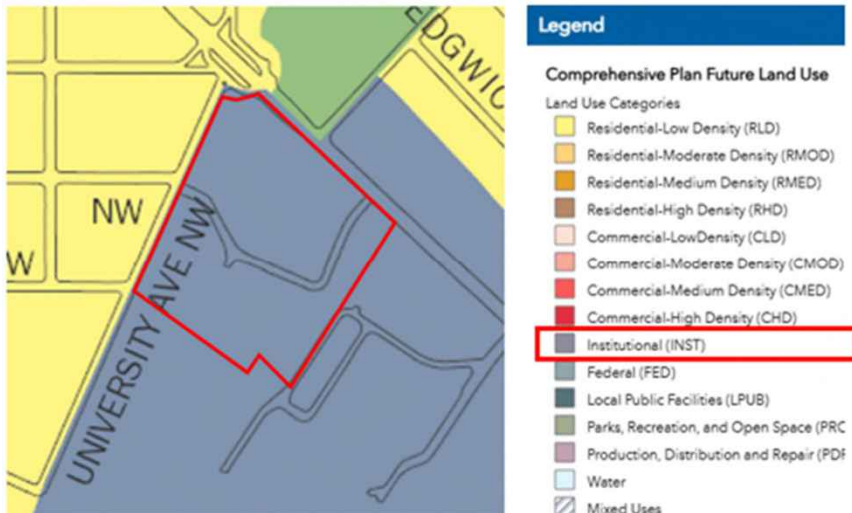 EDGWIC
NW
W
UNIVERSITY AVE NW
Legend
Comprehensive Plan Future Land Use
Land Use Categories
Residential-Low Density (RLD)
Residential-Moderate Density (RMOD)
Residential-Medium Density (RMED)
Residential-High Density (RHD)
Commercial-LowDensity (CLD)
Commercial-Moderate Density (CMOD)
Commercial-Medium Density (CMED)
Commercial-High Density (CHD)
Institutional (INST)
Federal (FED)
Local Public Facilities (LPUB)
Parks, Recreation, and Open Space (PRC
Production, Distribution and Repair (PDF
Water
Mixed Uses